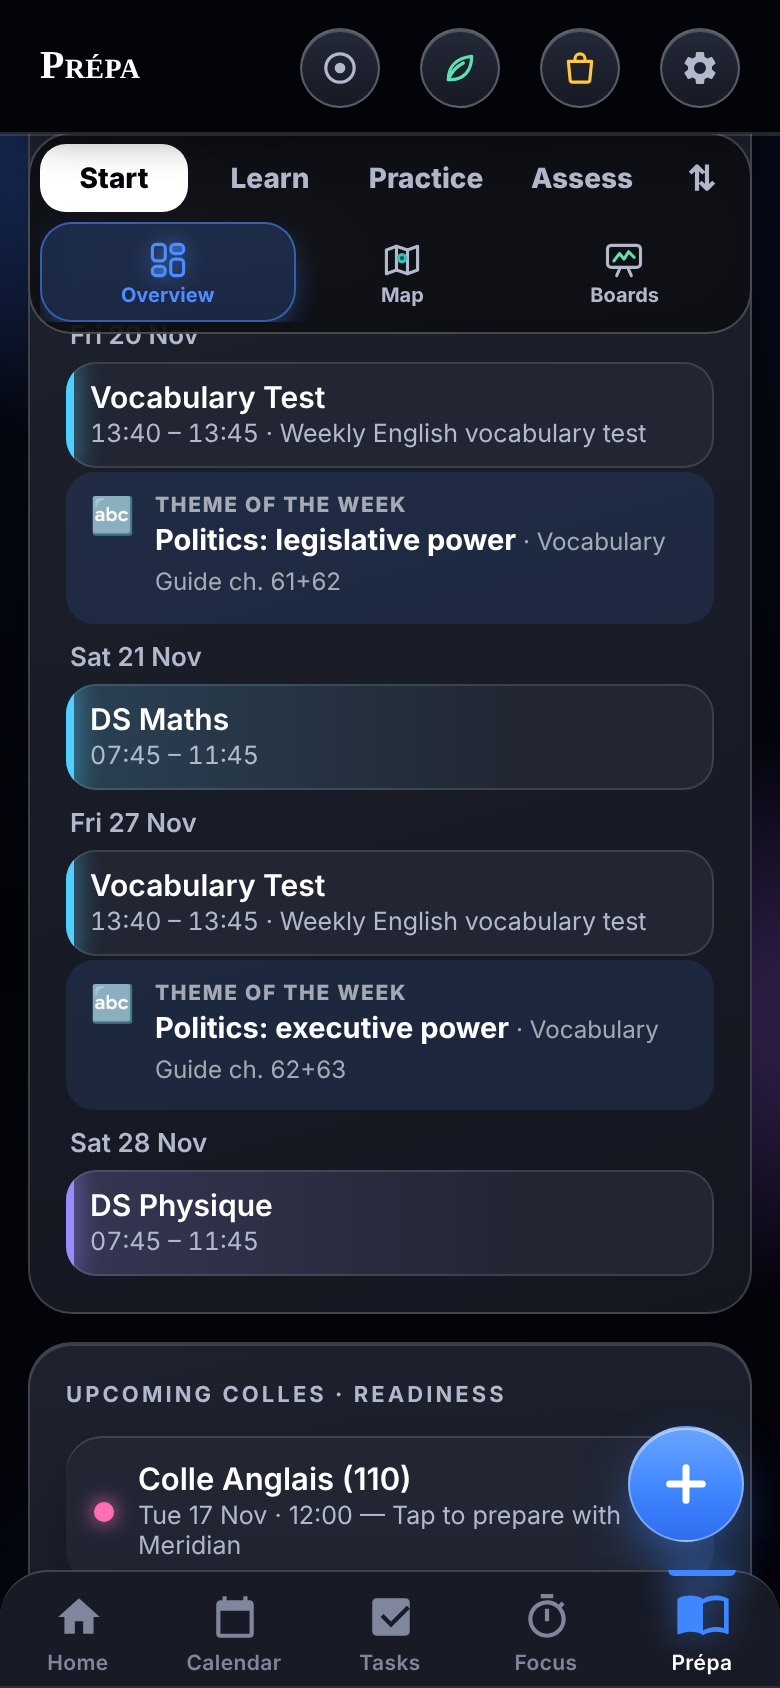 PRÉPA
Start Learn Practice Assess
Overview Map Boards
Fri 20 Nov
Vocabulary Test
13:40 – 13:45 · Weekly English vocabulary test
abc
THEME OF THE WEEK
Politics: legislative power · Vocabulary
Guide ch. 61+62
Sat 21 Nov
DS Maths
07:45 – 11:45
Fri 27 Nov
Vocabulary Test
13:40 – 13:45 · Weekly English vocabulary test
abc
THEME OF THE WEEK
Politics: executive power · Vocabulary
Guide ch. 62+63
Sat 28 Nov
DS Physique
07:45 – 11:45
UPCOMING COLLES · READINESS
Colle Anglais (110)
Tue 17 Nov · 12:00 — Tap to prepare with
Meridian
Home Calendar Tasks Focus Prépa